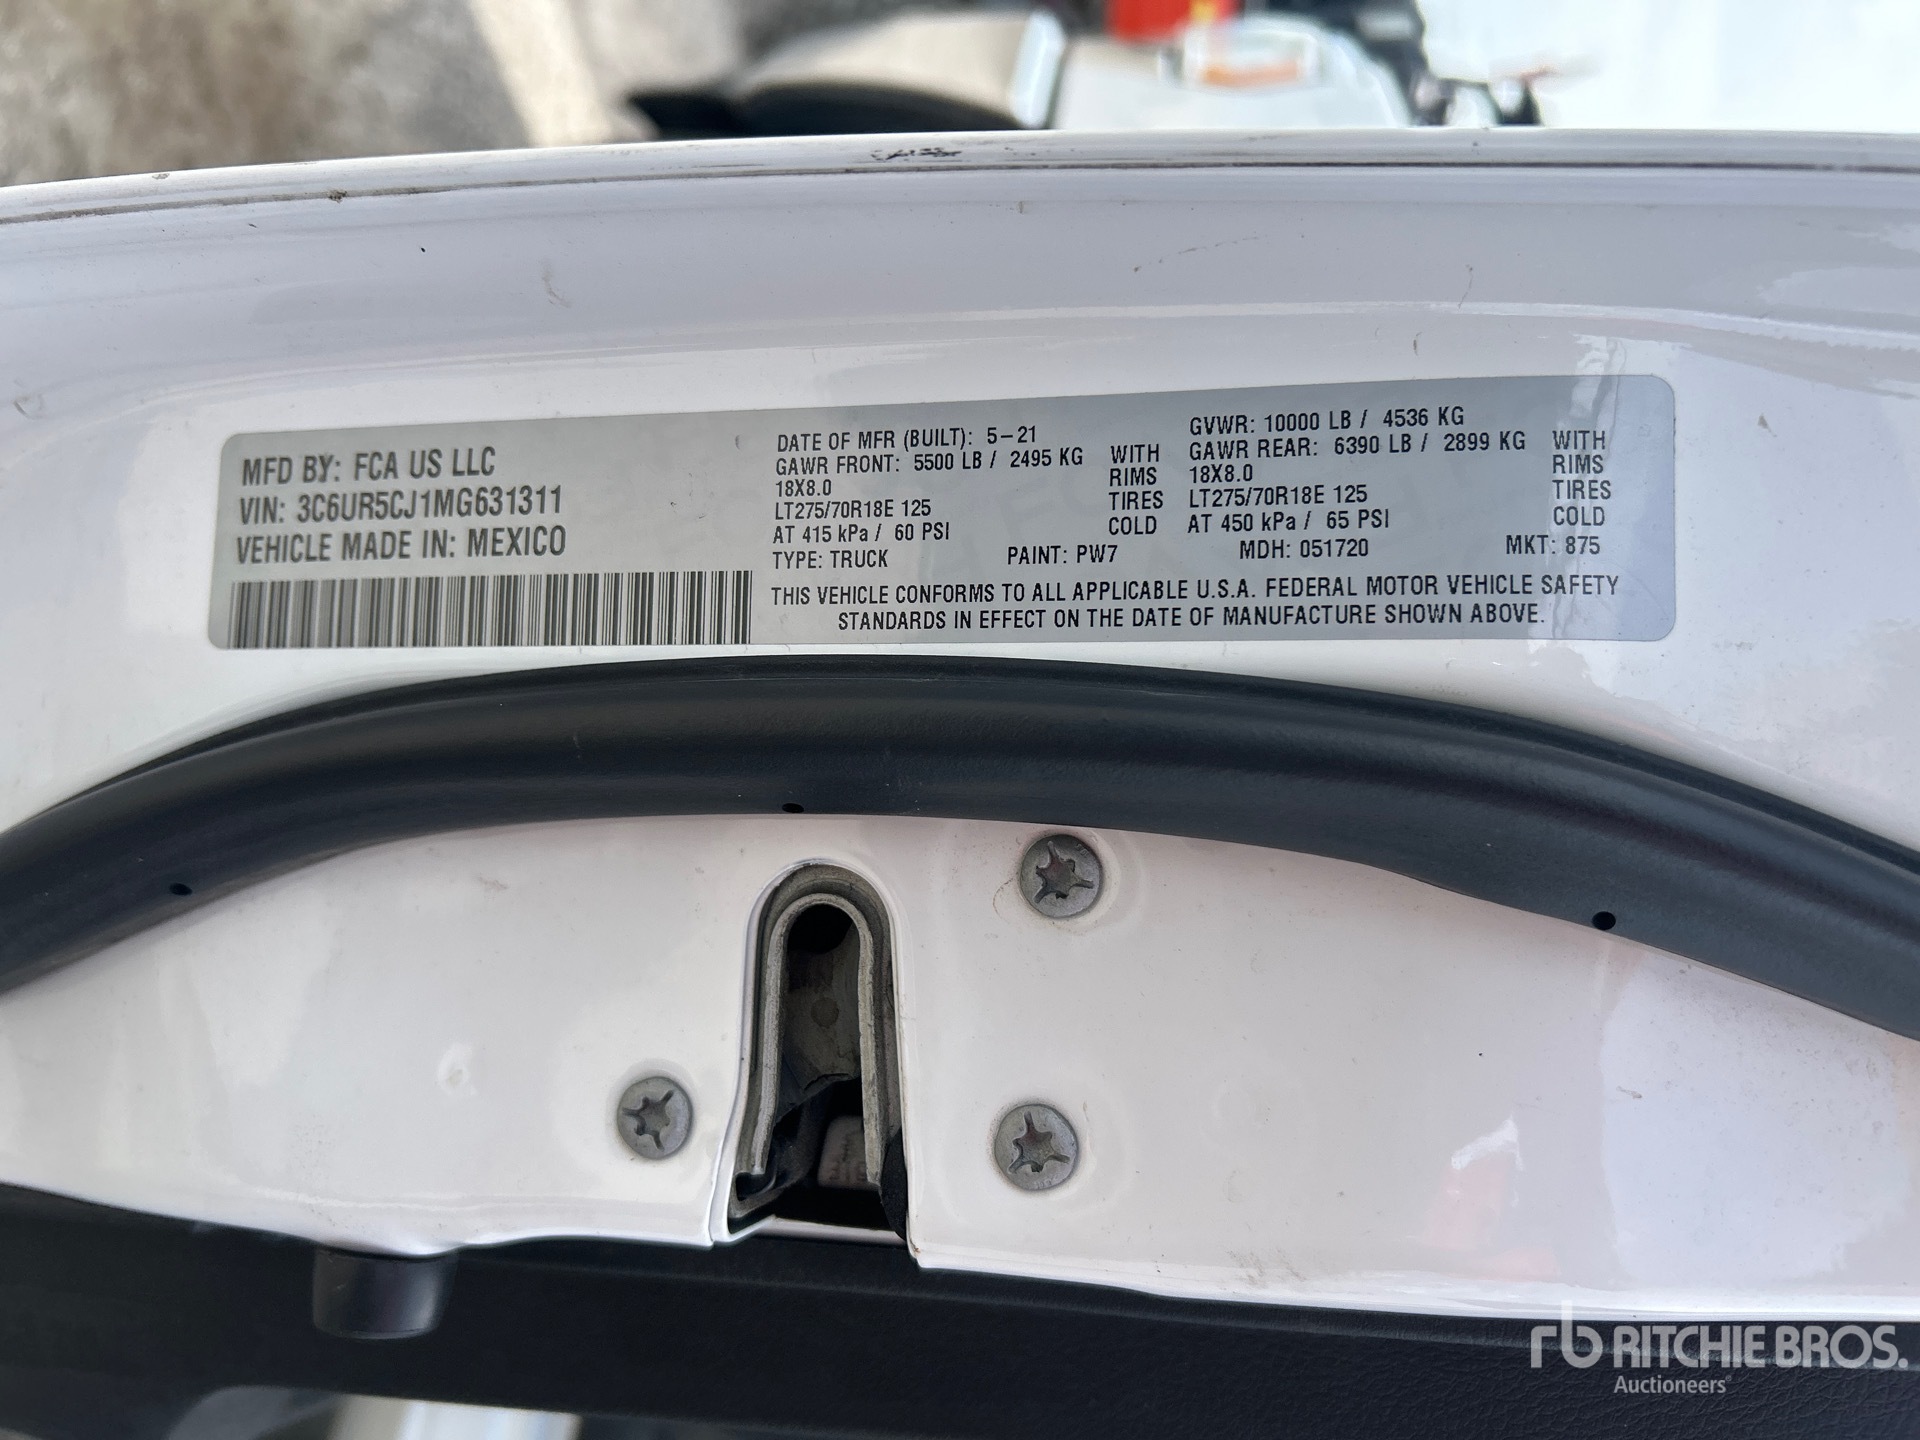 MFD BY: FCA US LLC
VIN: 3C6UR5CJ1MG631311
VEHICLE MADE IN: MEXICO
DATE OF MFR (BUILT): 5-21
GAWR FRONT: 5500 LB / 2495 KG
18X8.0
LT275/70R18E 125
AT 415 kPa / 60 PSI
WITH
RIMS
TIRES
COLD
GVWR: 10000 LB / 4536 KG
GAWR REAR: 6390 LB / 2899 KG
18X8.0
LT275/70R18E 125
AT 450 kPa / 65 PSI
WITH
RIMS
TIRES
COLD
TYPE: TRUCK PAINT: PW7 MDH: 051720 MKT: 875
THIS VEHICLE CONFORMS TO ALL APPLICABLE U.S.A. FEDERAL MOTOR VEHICLE SAFETY
STANDARDS IN EFFECT ON THE DATE OF MANUFACTURE SHOWN ABOVE.
rb RITCHIE BROS.
Auctioneers